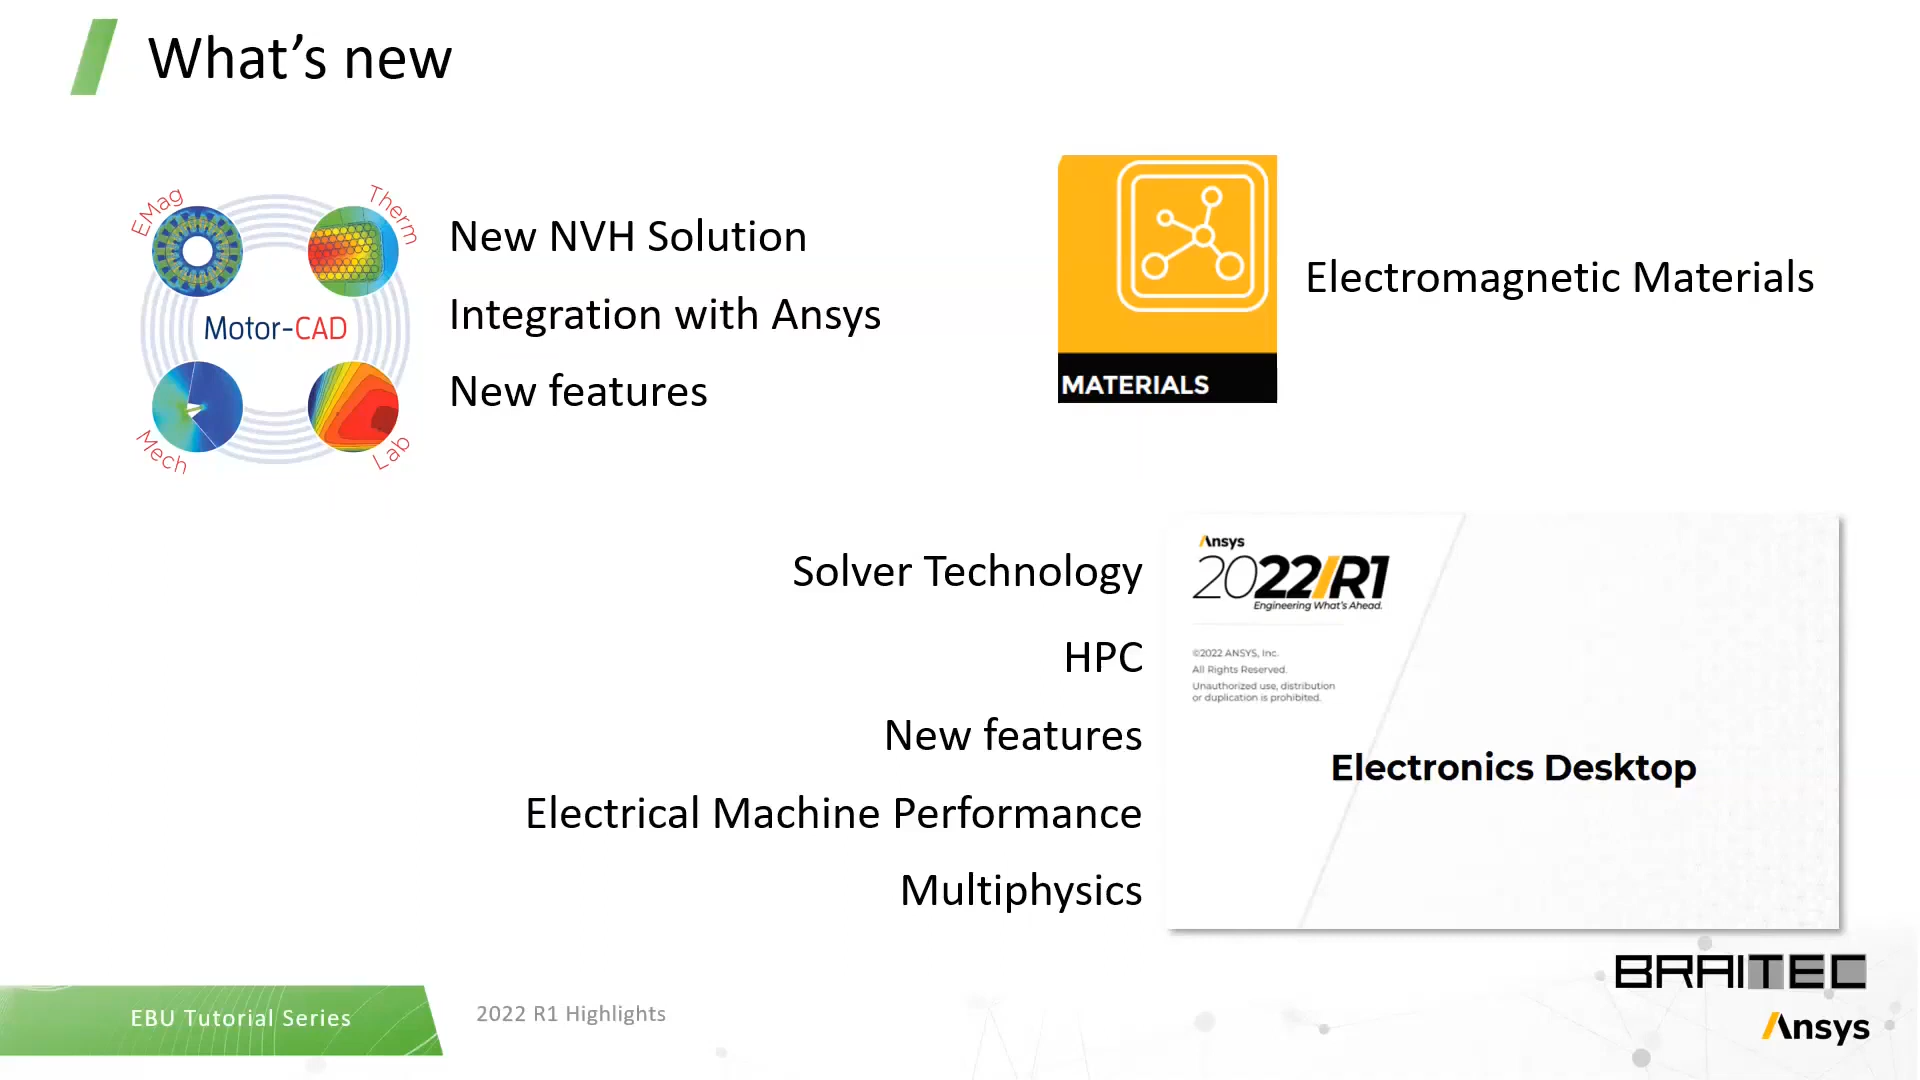 What's new
EMag
Therm
Motor-CAD
Mech
Lab
New NVH Solution
Integration with Ansys
New features
MATERIALS
Electromagnetic Materials
Solver Technology
HPC
New features
Electrical Machine Performance
Multiphysics
Ansys
2022/R1
Engineering What's Ahead.
©2022 ANSYS, Inc.
All Rights Reserved.
Unauthorized use, distribution
or duplication is prohibited.
Electronics Desktop
BRAITEC
Ansys
EBU Tutorial Series
2022 R1 Highlights